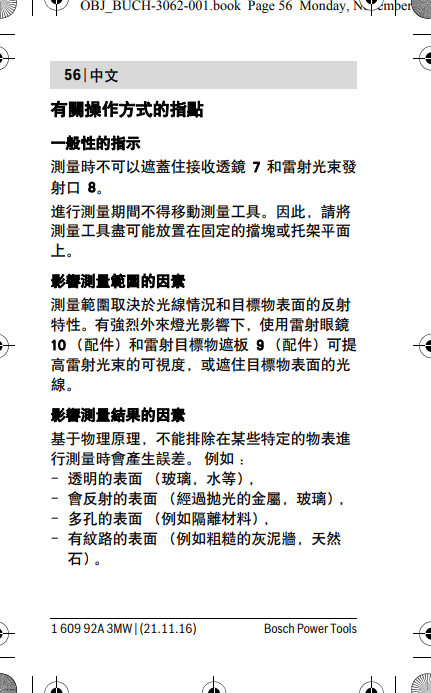 OBJ_BUCH-3062-001.book Page 56 Monday, N
ember
56 | 中文
有關操作方式的指點
一般性的指示
測量時不可以遮蓋住接收透鏡 7 和雷射光束發
射口 8。
進行測量期間不得移動測量工具。因此，請將
測量工具盡可能放置在固定的擋塊或托架平面
上。
影響測量範圍的因素
測量範圍取決於光線情況和目標物表面的反射
特性。有強烈外來燈光影響下，使用雷射眼鏡
10 （配件）和雷射目標物遮板 9 （配件）可提
高雷射光束的可視度，或遮住目標物表面的光
線。
影響測量結果的因素
基于物理原理，不能排除在某些特定的物表進
行測量時會產生誤差。 例如：
– 透明的表面 （玻璃，水等），
– 會反射的表面 （經過拋光的金屬，玻璃），
– 多孔的表面 （例如隔離材料），
– 有紋路的表面 （例如粗糙的灰泥牆，天然
石）。
1 609 92A 3MW | (21.11.16) Bosch Power Tools